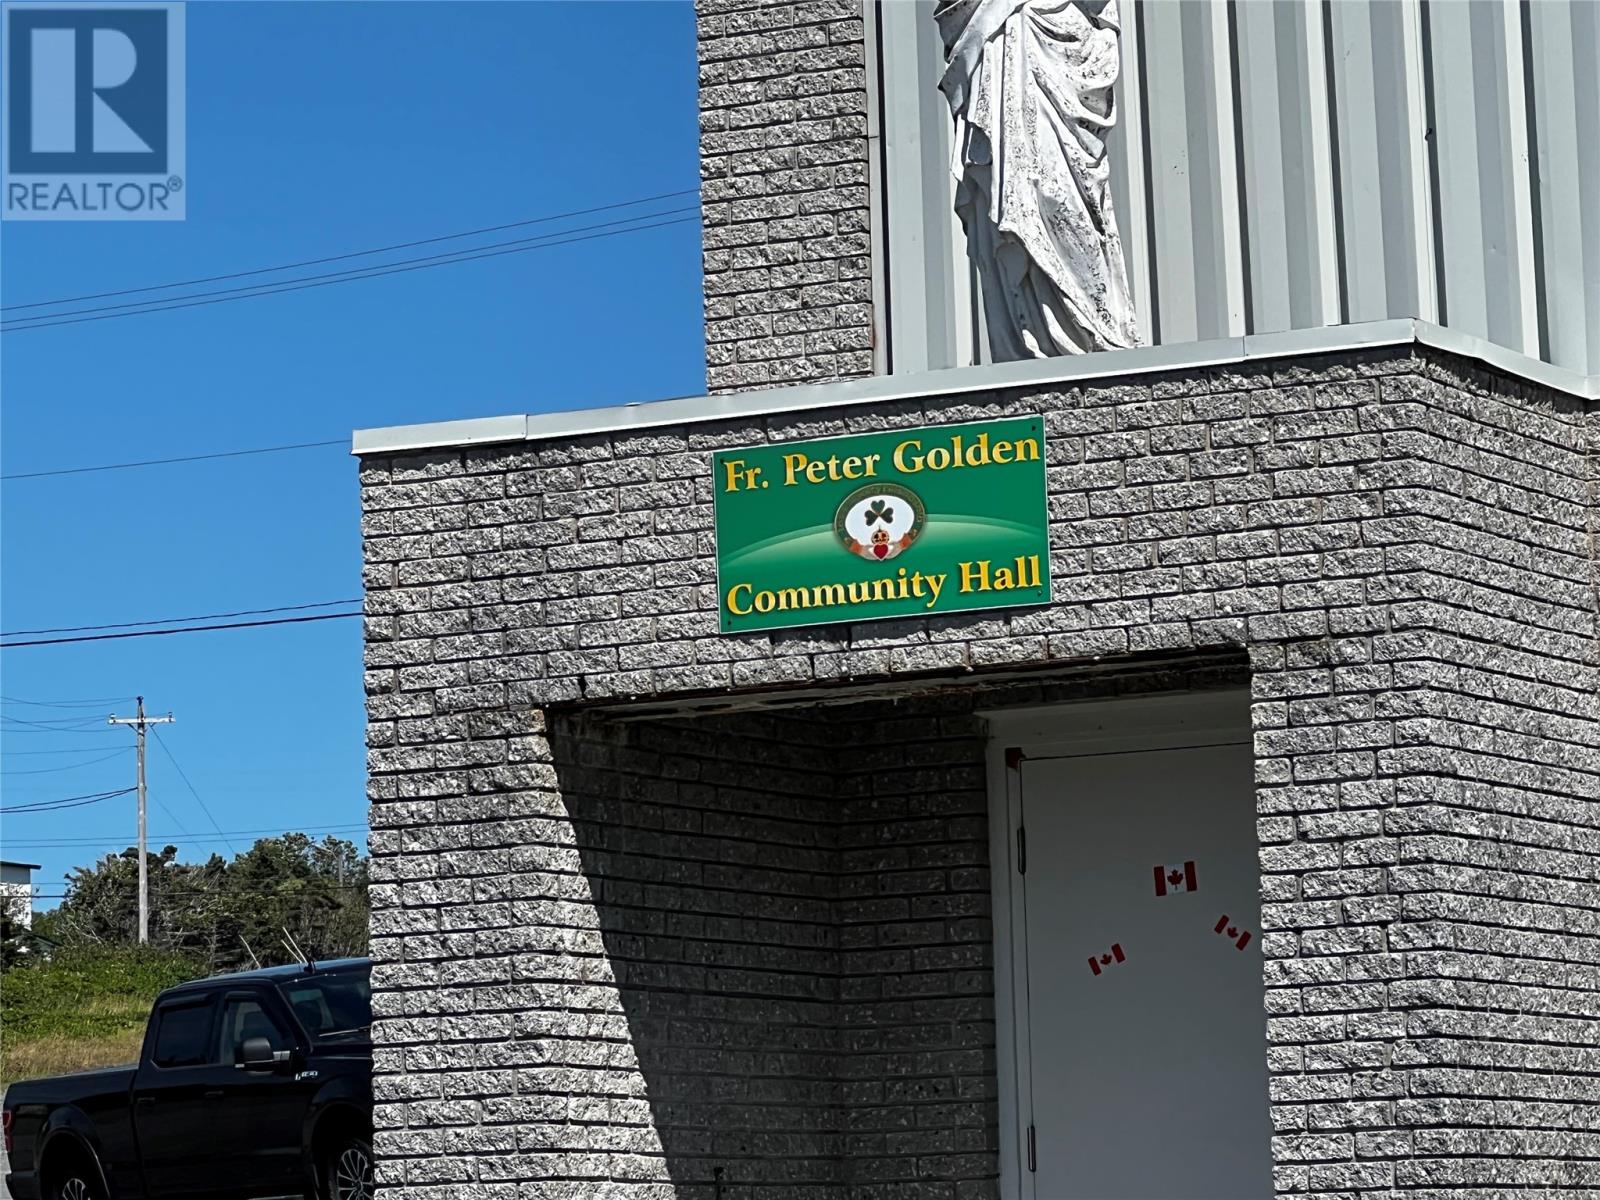 REALTOR®
Fr. Peter Golden
Community Hall